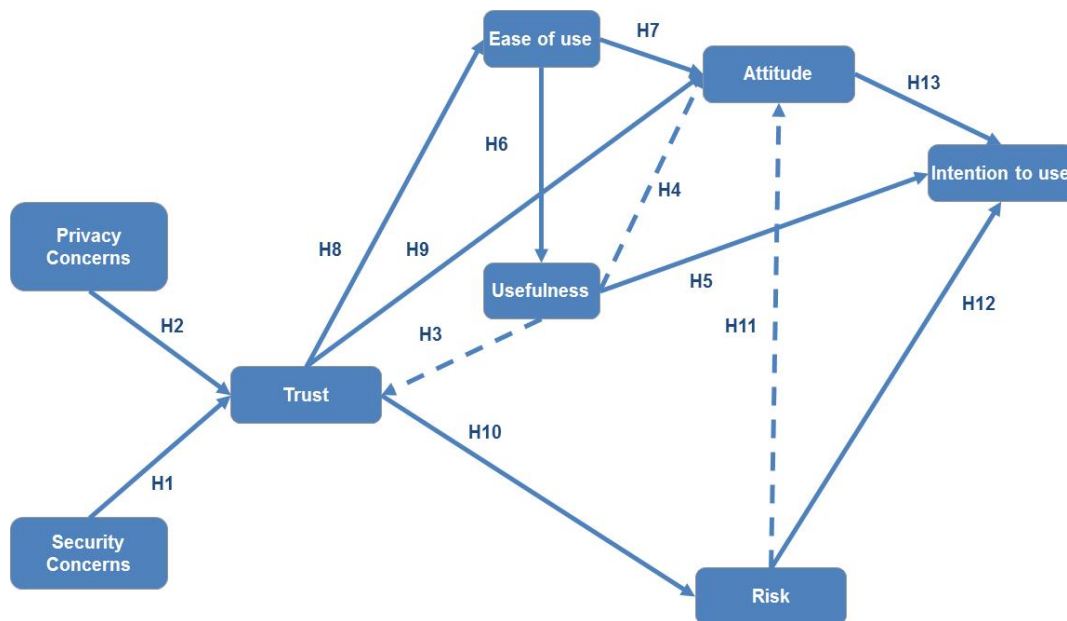 Ease of use
H7
Attitude
H13
H6
Intention to use
H4
Privacy
Concerns
H8
H9
Usefulness
H5
H12
H2
H3
H11
Trust
H10
H1
Security
Concerns
Risk